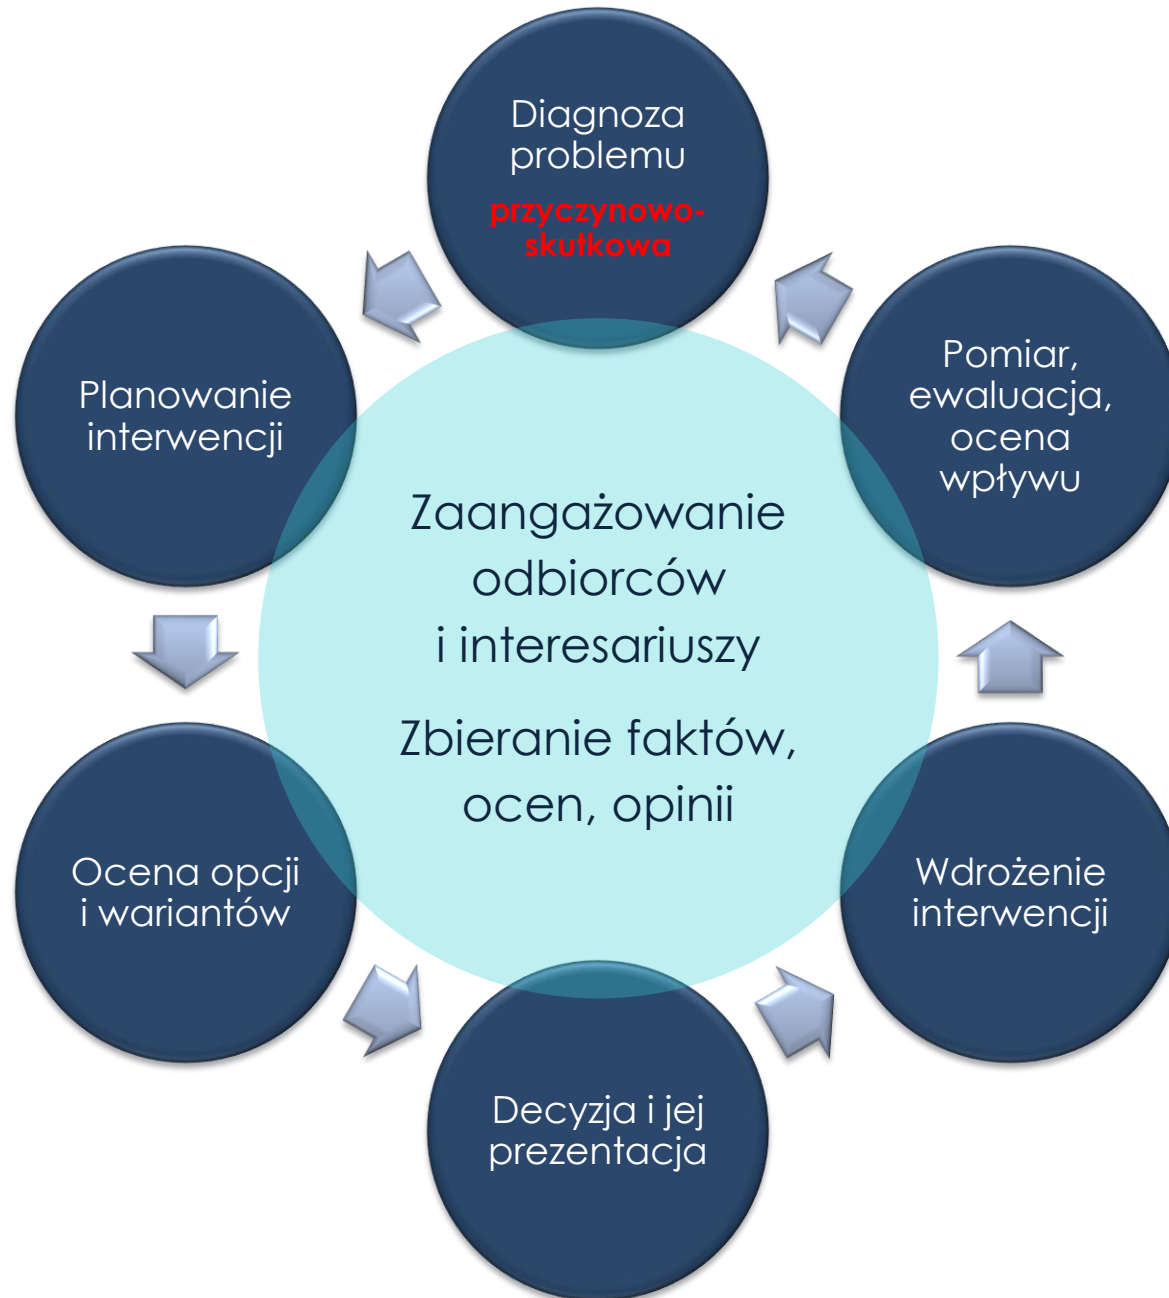 Diagnoza
problemu
przyczynowo-
skutkowa
Planowanie
interwencji
Pomiar,
ewaluacja,
ocena
wpływu
Zaangażowanie
odbiorców
i interesariuszy
Zbieranie faktów,
ocen, opinii
Ocena opcji
i wariantów
Wdrożenie
interwencji
Decyzja i jej
prezentacja